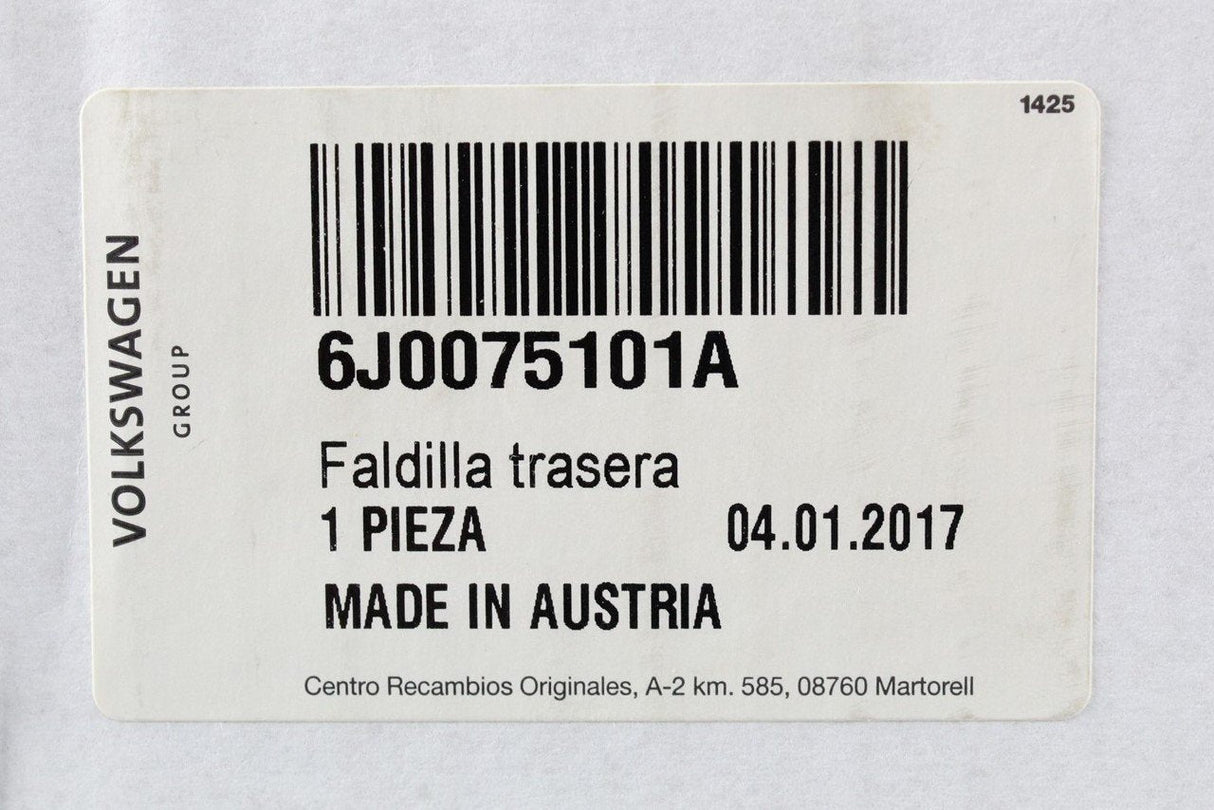 1425
VOLKSWAGEN
GROUP
6J0075101A
Faldilla trasera
1 PIEZA 04.01.2017
MADE IN AUSTRIA
Centro Recambios Originales, A-2 km. 585, 08760 Martorell